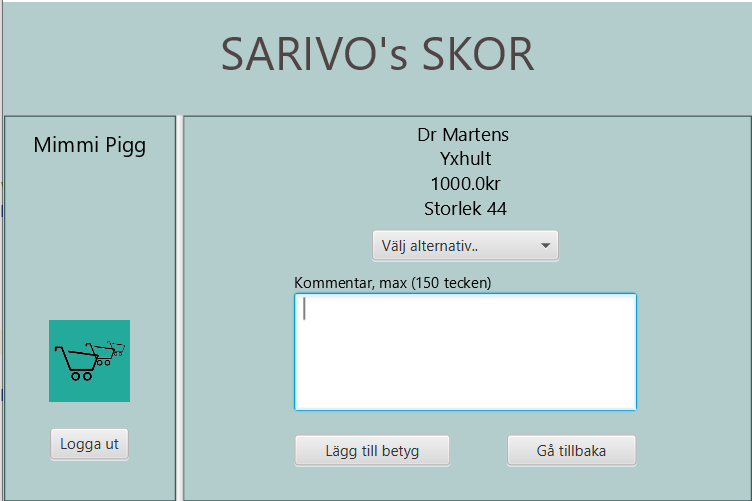 SARIVO's SKOR
Mimmi Pigg
Logga ut
Dr Martens
Yxhult
1000.0kr
Storlek 44
Välj alternativ..
Kommentar, max (150 tecken)
Lägg till betyg
Gå tillbaka